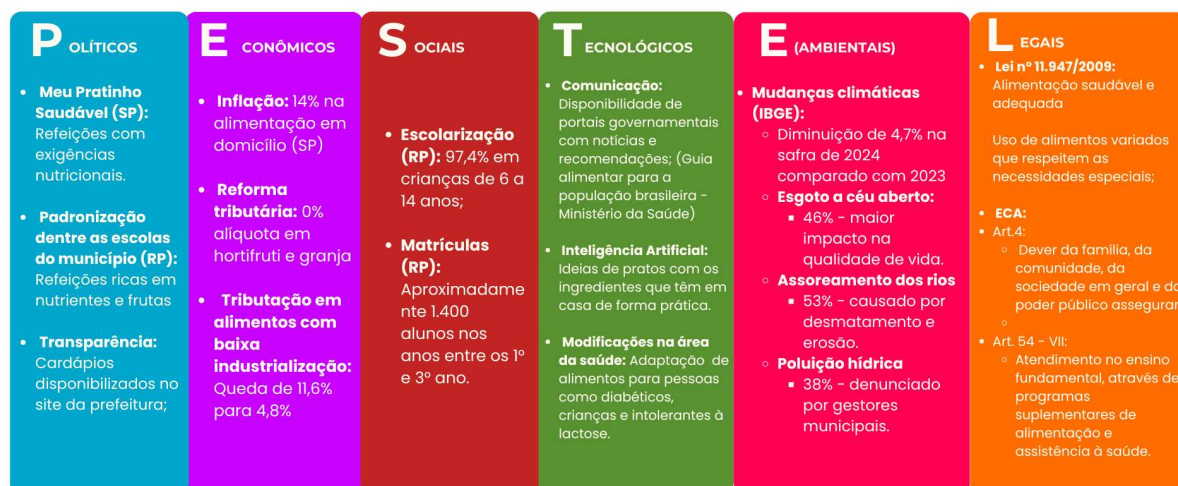 POLÍTICOS
• Meu Pratinho
Saudável (SP):
Refeições com
exigências
nutricionais.
• Padronização
dentre as escolas
do município (RP):
Refeições ricas em
nutrientes e frutas
• Transparência:
Cardápios
disponibilizados no
site da prefeitura;
ECONÔMICOS
• Inflação: 14% na
alimentação em
domicílio (SP)
• Reforma
tributária: 0%
alíquota em
hortifruti e granja
• Tributação em
alimentos com
baixa
industrialização:
Queda de 11,6%
para 4,8%
SOCIAIS
• Escolarização
(RP): 97,4% em
crianças de 6 a
14 anos;
• Matrículas
(RP):
Aproximadame
nte 1.400
alunos nos
anos entre os 1º
e 3º ano.
TECNOLÓGICOS
• Comunicação:
Disponibilidade de
portais governamentais
com notícias e
recomendações; (Guia
alimentar para a
população brasileira -
Ministério da Saúde)
• Inteligência Artificial:
Ideias de pratos com os
ingredientes que têm em
casa de forma prática.
• Modificações na área
da saúde: Adaptação de
alimentos para pessoas
como diabéticos,
crianças e intolerantes à
lactose.
E (AMBIENTAIS)
• Mudanças climáticas
(IBGE):
○ Diminuição de 4,7% na
safra de 2024
comparado com 2023
○ Esgoto a céu aberto:
▪ 46% - maior
impacto na
qualidade de vida.
○ Assoreamento dos rios
▪ 53% - causado por
desmatamento e
erosão.
○ Poluição hídrica
▪ 38% - denunciado
por gestores
municipais.
LEGAIS
• Lei nº 11.947/2009:
Alimentação saudável e
adequada
Uso de alimentos variados
que respeitem as
necessidades especiais;
• ECA:
• Art.4:
○ Dever da família, da
comunidade, da
sociedade em geral e do
poder público assegurar
○
• Art. 54 - VII:
○ Atendimento no ensino
fundamental, através de
programas
suplementares de
alimentação e
assistência à saúde.